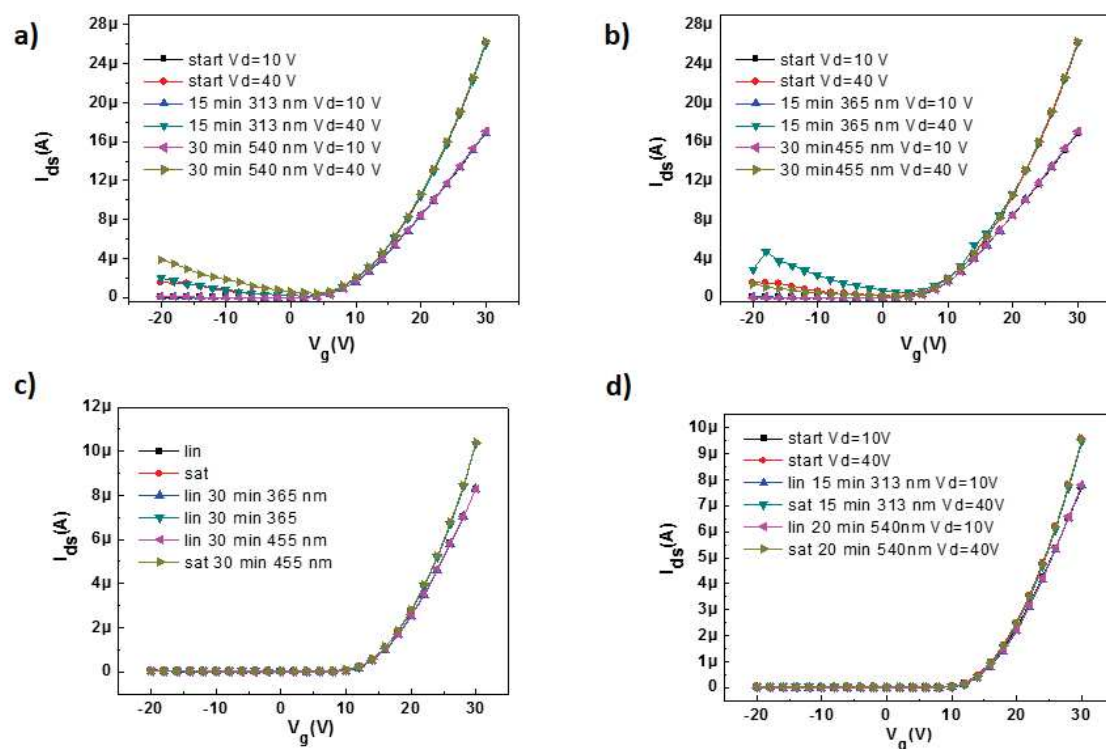 a)
28µ
24µ
20µ
16µ
12µ
8µ
4µ
0
Ids(A)
start Vd=10 V
start Vd=40 V
15 min 313 nm Vd=10 V
15 min 313 nm Vd=40 V
30 min 540 nm Vd=10 V
30 min 540 nm Vd=40 V
-20 -10 0 10 20 30
Vg(V)
b)
28µ
24µ
20µ
16µ
12µ
8µ
4µ
0
Ids(A)
start Vd=10 V
start Vd=40 V
15 min 365 nm Vd=10 V
15 min 365 nm Vd=40 V
30 min455 nm Vd=10 V
30 min455 nm Vd=40 V
-20 -10 0 10 20 30
Vg(V)
c)
12µ
10µ
8µ
6µ
4µ
2µ
0
Ids(A)
lin
sat
lin 30 min 365 nm
lin 30 min 365
lin 30 min 455 nm
sat 30 min 455 nm
-20 -10 0 10 20 30
Vg(V)
d)
10µ
9µ
8µ
7µ
6µ
5µ
4µ
3µ
2µ
1µ
0
Ids(A)
start Vd=10V
start Vd=40V
lin 15 min 313 nm Vd=10V
sat 15 min 313 nm Vd=40V
lin 20 min 540nm Vd=10V
sat 20 min 540nm Vd=40V
-20 -10 0 10 20 30
Vg(V)